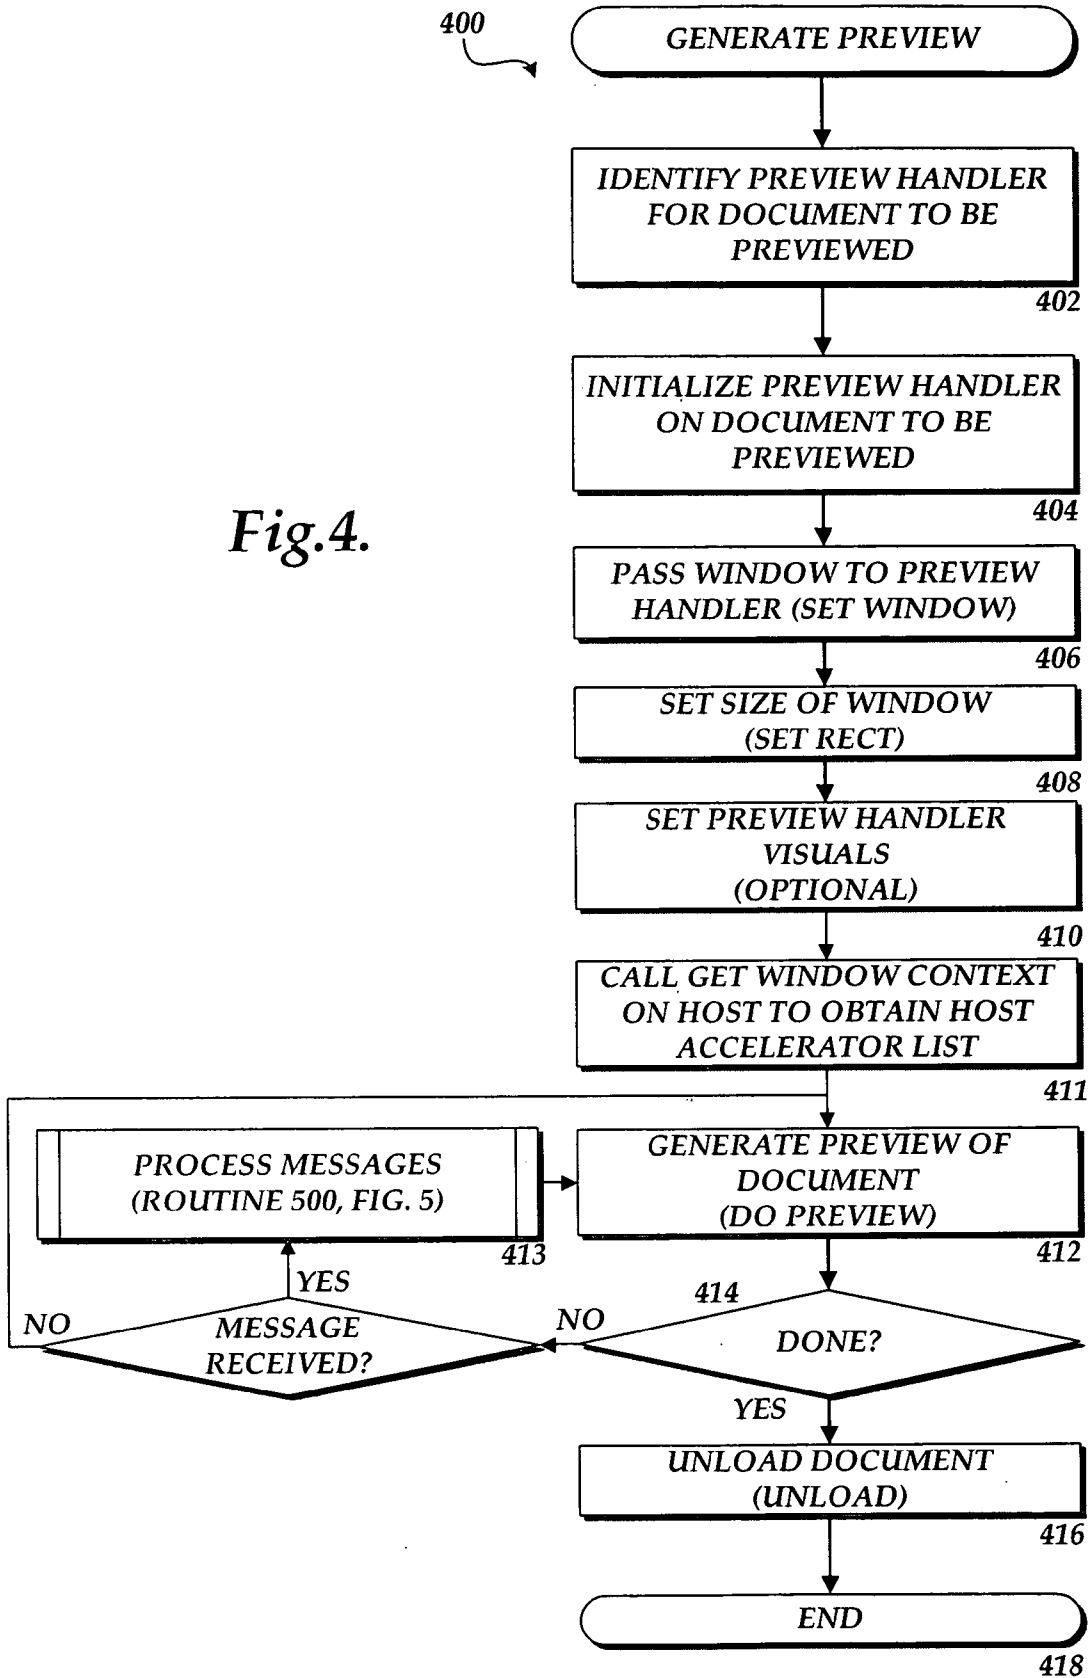 400
GENERATE PREVIEW
IDENTIFY PREVIEW HANDLER
FOR DOCUMENT TO BE
PREVIEWED
402
INITIALIZE PREVIEW HANDLER
ON DOCUMENT TO BE
PREVIEWED
404
Fig.4.
PASS WINDOW TO PREVIEW
HANDLER (SET WINDOW)
406
SET SIZE OF WINDOW
(SET RECT)
408
SET PREVIEW HANDLER
VISUALS
(OPTIONAL)
410
CALL GET WINDOW CONTEXT
ON HOST TO OBTAIN HOST
ACCELERATOR LIST
411
PROCESS MESSAGES
(ROUTINE 500, FIG. 5)
413
GENERATE PREVIEW OF
DOCUMENT
(DO PREVIEW)
412
YES
414
NO
MESSAGE
RECEIVED?
NO
DONE?
YES
UNLOAD DOCUMENT
(UNLOAD)
416
END
418